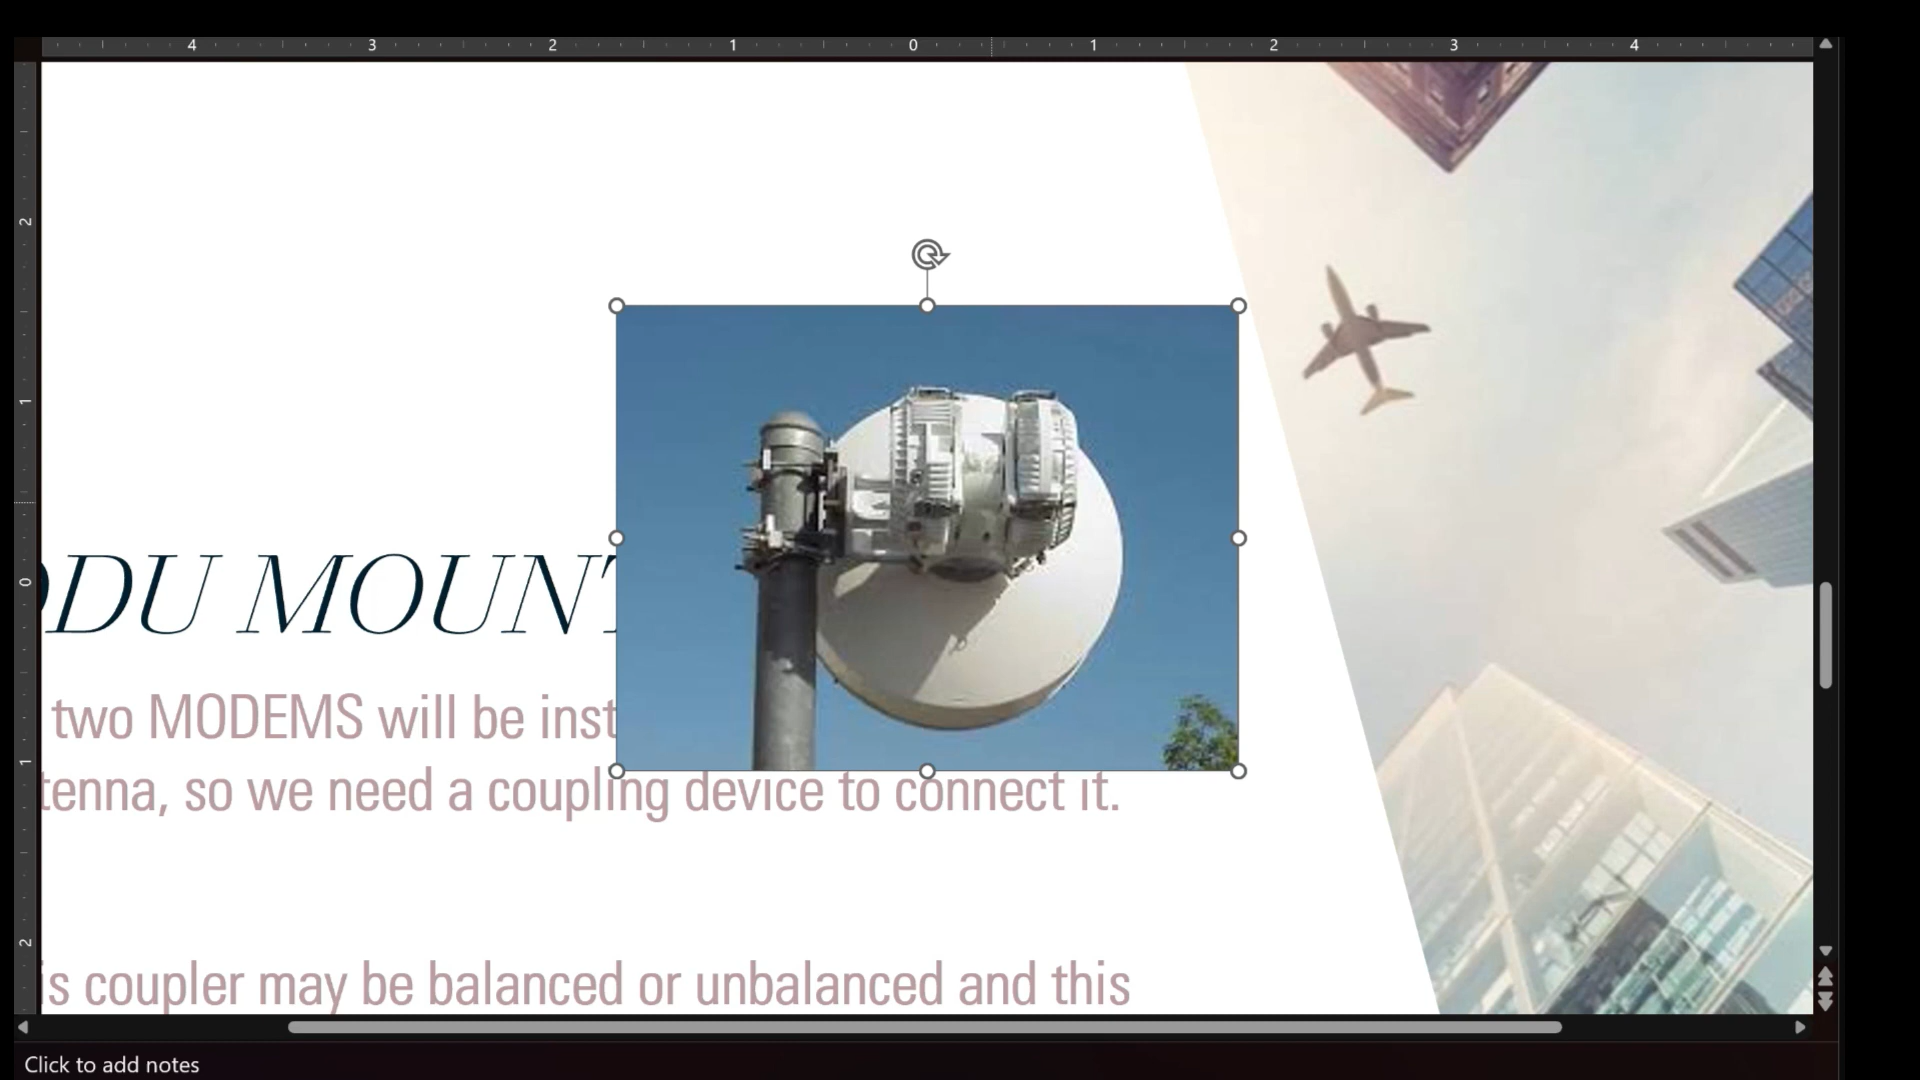 4 3 2 1 0 1 2 3 4
2
1
0
1
2
DU MOUNT
two MODEMS will be inst
tenna, so we need a coupling device to connect it.
is coupler may be balanced or unbalanced and this
Click to add notes